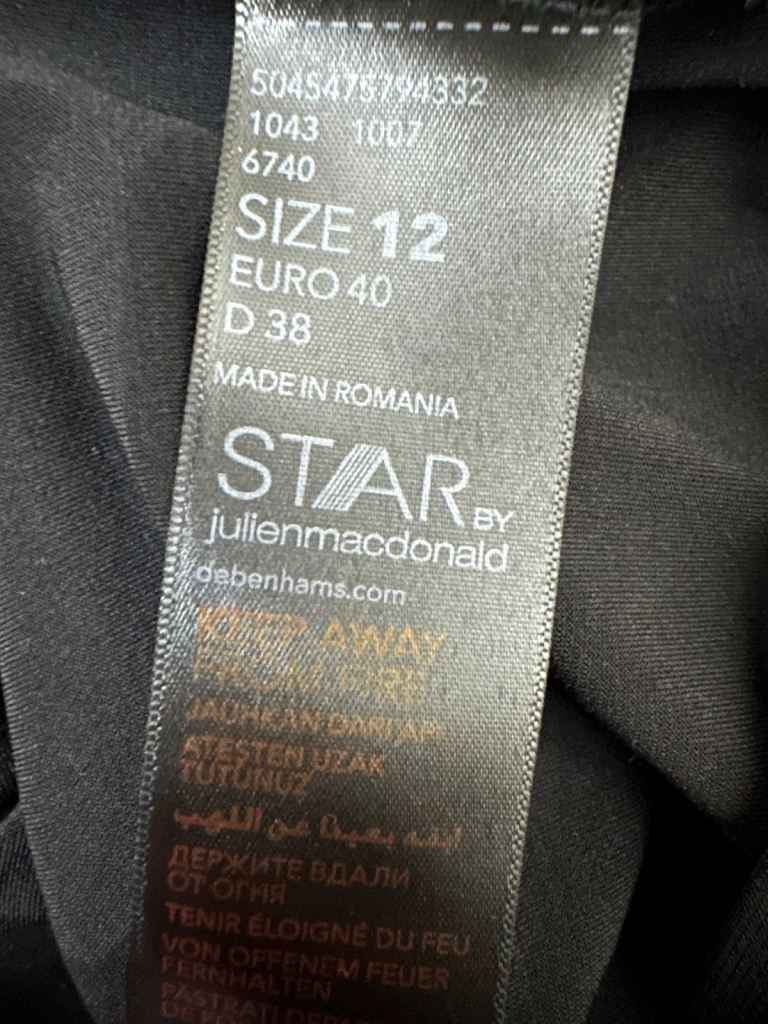 5045475794332
1043 1007
6740
SIZE 12
EURO 40
D 38
MADE IN ROMANIA
STAR BY
julienmacdonald
debenhams.com
KEEP AWAY
FROM FIRE
JAUHKAN DARI API
ATESTEN UZAK
TUTUNUZ
ابقه بعيدًا عن اللهب
ДЕРЖИТЕ ВДАЛИ
ОТ ОГНЯ
TENIR ÉLOIGNÉ DU FEU
VON OFFENEM FEUER
FERNHALTEN